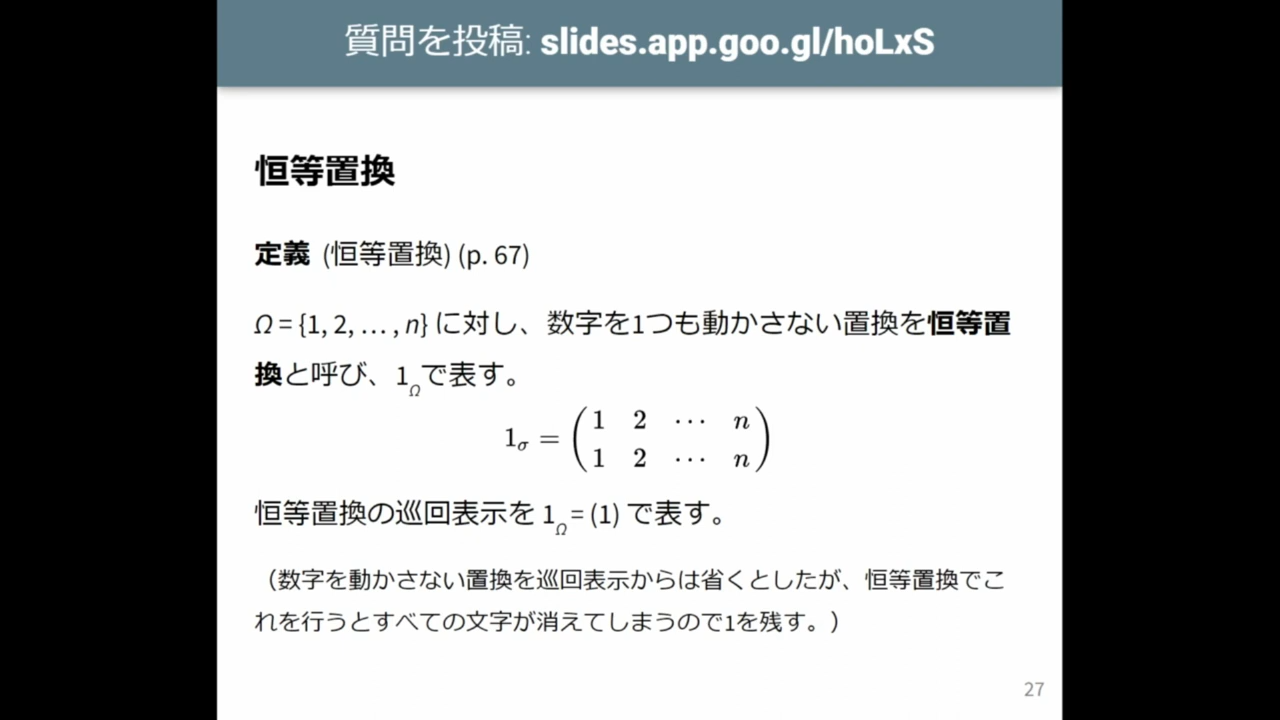 質問を投稿: slides.app.goo.gl/hoLxS
恒等置換
定義 (恒等置換) (p. 67)
Ω = {1, 2, … , n} に対し、数字を1つも動かさない置換を恒等置
換と呼び、1_Ωで表す。
1_σ = (1 2 ⋯ n
1 2 ⋯ n)
恒等置換の巡回表示を 1_Ω = (1) で表す。
（数字を動かさない置換を巡回表示からは省くとしたが、恒等置換でこ
れを行うとすべての文字が消えてしまうので1を残す。）
27